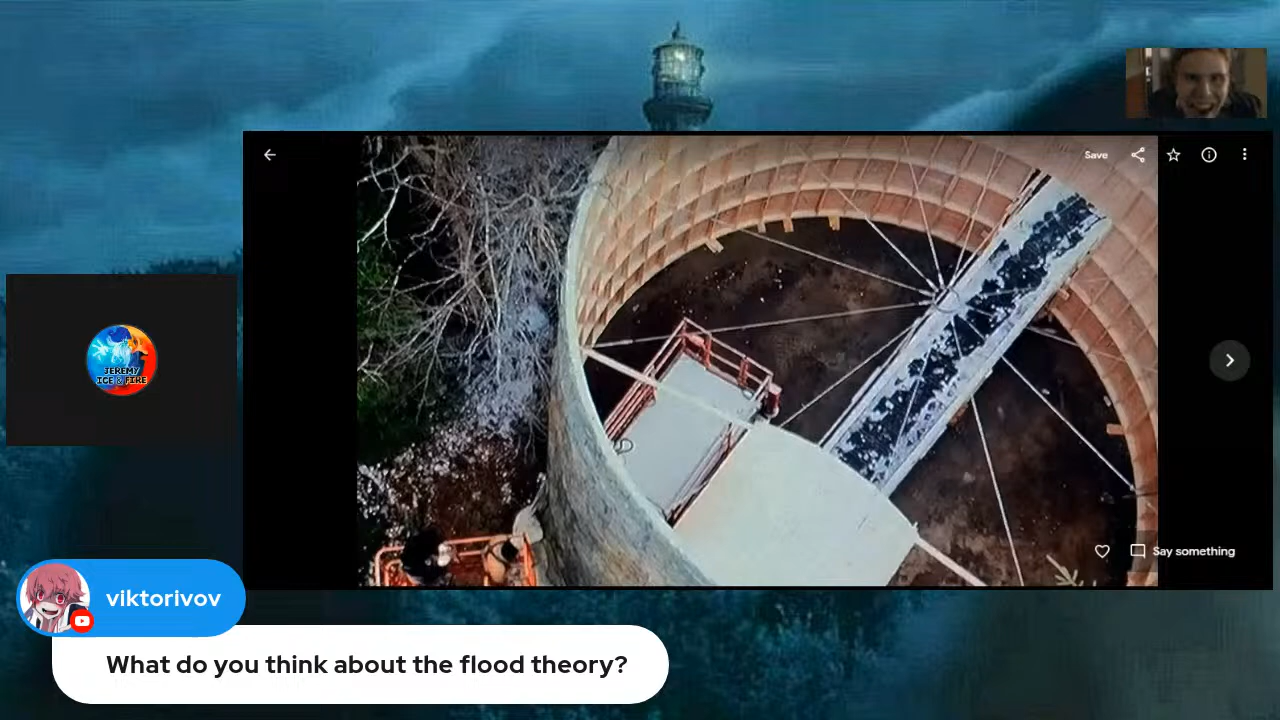 Save
JEREMY
ICE & FIRE
Say something
viktorivov
What do you think about the flood theory?